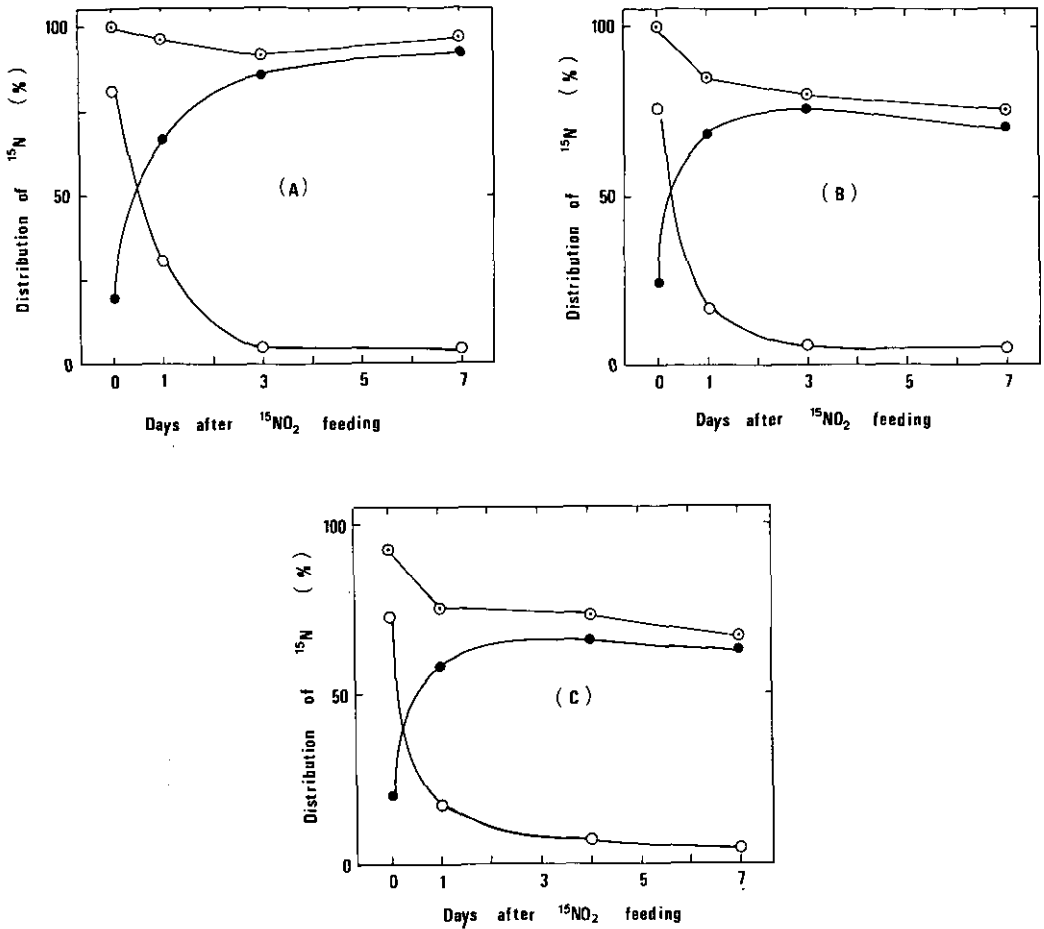 100
50
0
Distribution of ¹⁵N (%)
(A)
0 1 3 5 7
Days after ¹⁵NO₂ feeding
100
50
0
Distribution of ¹⁵N (%)
(B)
0 1 3 5 7
Days after ¹⁵NO₂ feeding
100
50
0
Distribution of ¹⁵N (%)
(C)
0 1 3 5 7
Days after ¹⁵NO₂ feeding